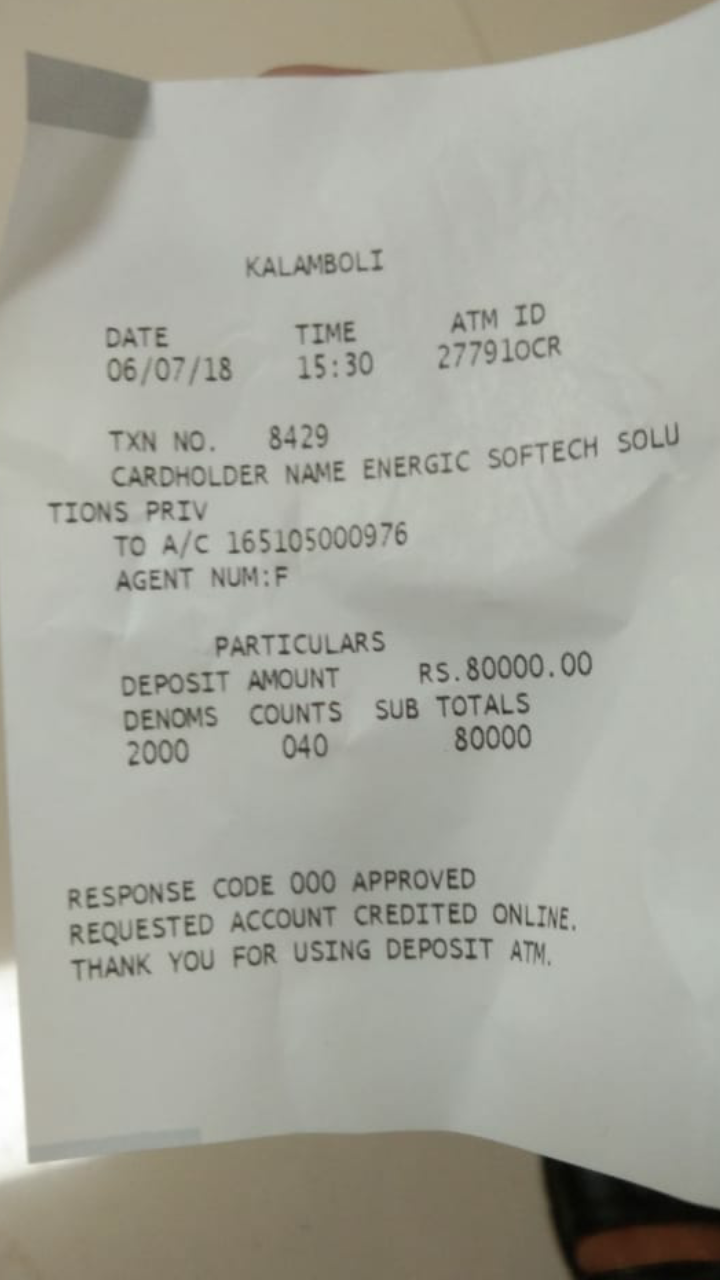 KALAMBOLI
DATE TIME ATM ID
06/07/18 15:30 277910CR
TXN NO. 8429
CARDHOLDER NAME ENERGIC SOFTECH SOLU
TIONS PRIV
TO A/C 165105000976
AGENT NUM:F
PARTICULARS
DEPOSIT AMOUNT RS.80000.00
DENOMS COUNTS SUB TOTALS
2000 040 80000
RESPONSE CODE 000 APPROVED
REQUESTED ACCOUNT CREDITED ONLINE.
THANK YOU FOR USING DEPOSIT ATM.